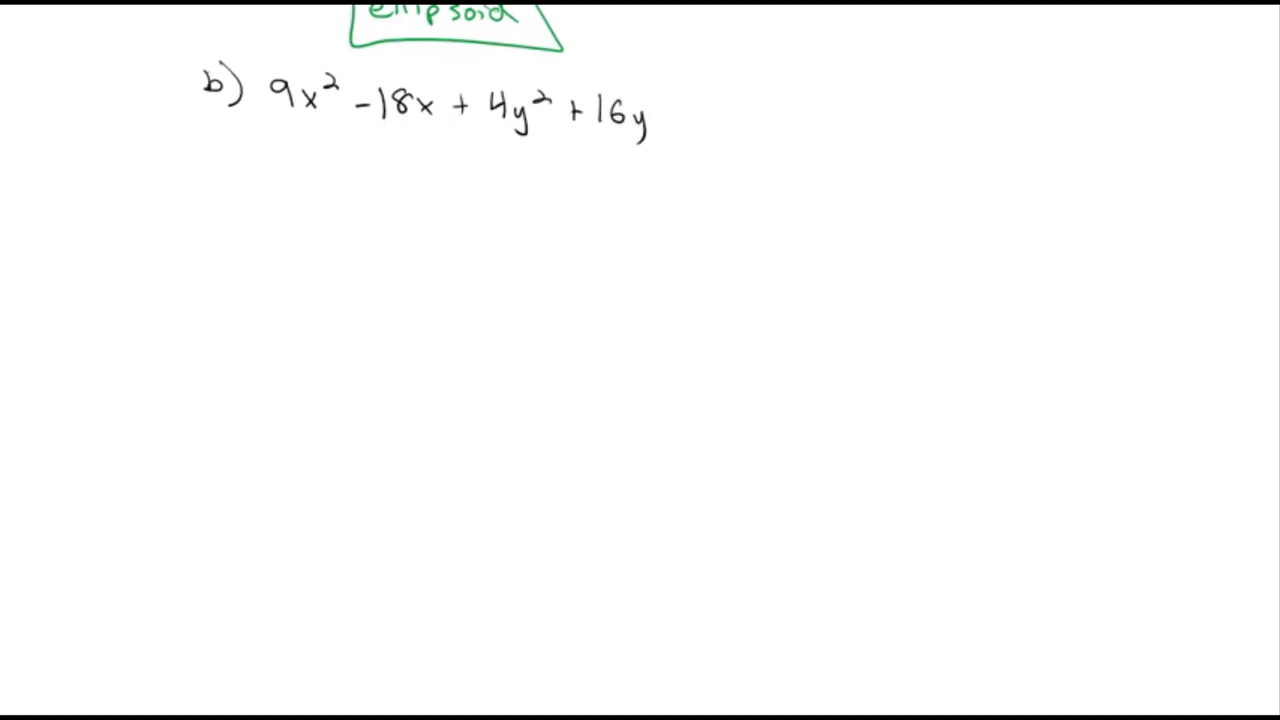 ellipsoid
b) 9x² - 18x + 4y² + 16y